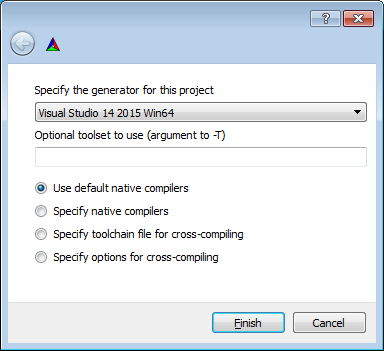 Specify the generator for this project
Visual Studio 14 2015 Win64
Optional toolset to use (argument to -T)
Use default native compilers
Specify native compilers
Specify toolchain file for cross-compiling
Specify options for cross-compiling
Finish Cancel